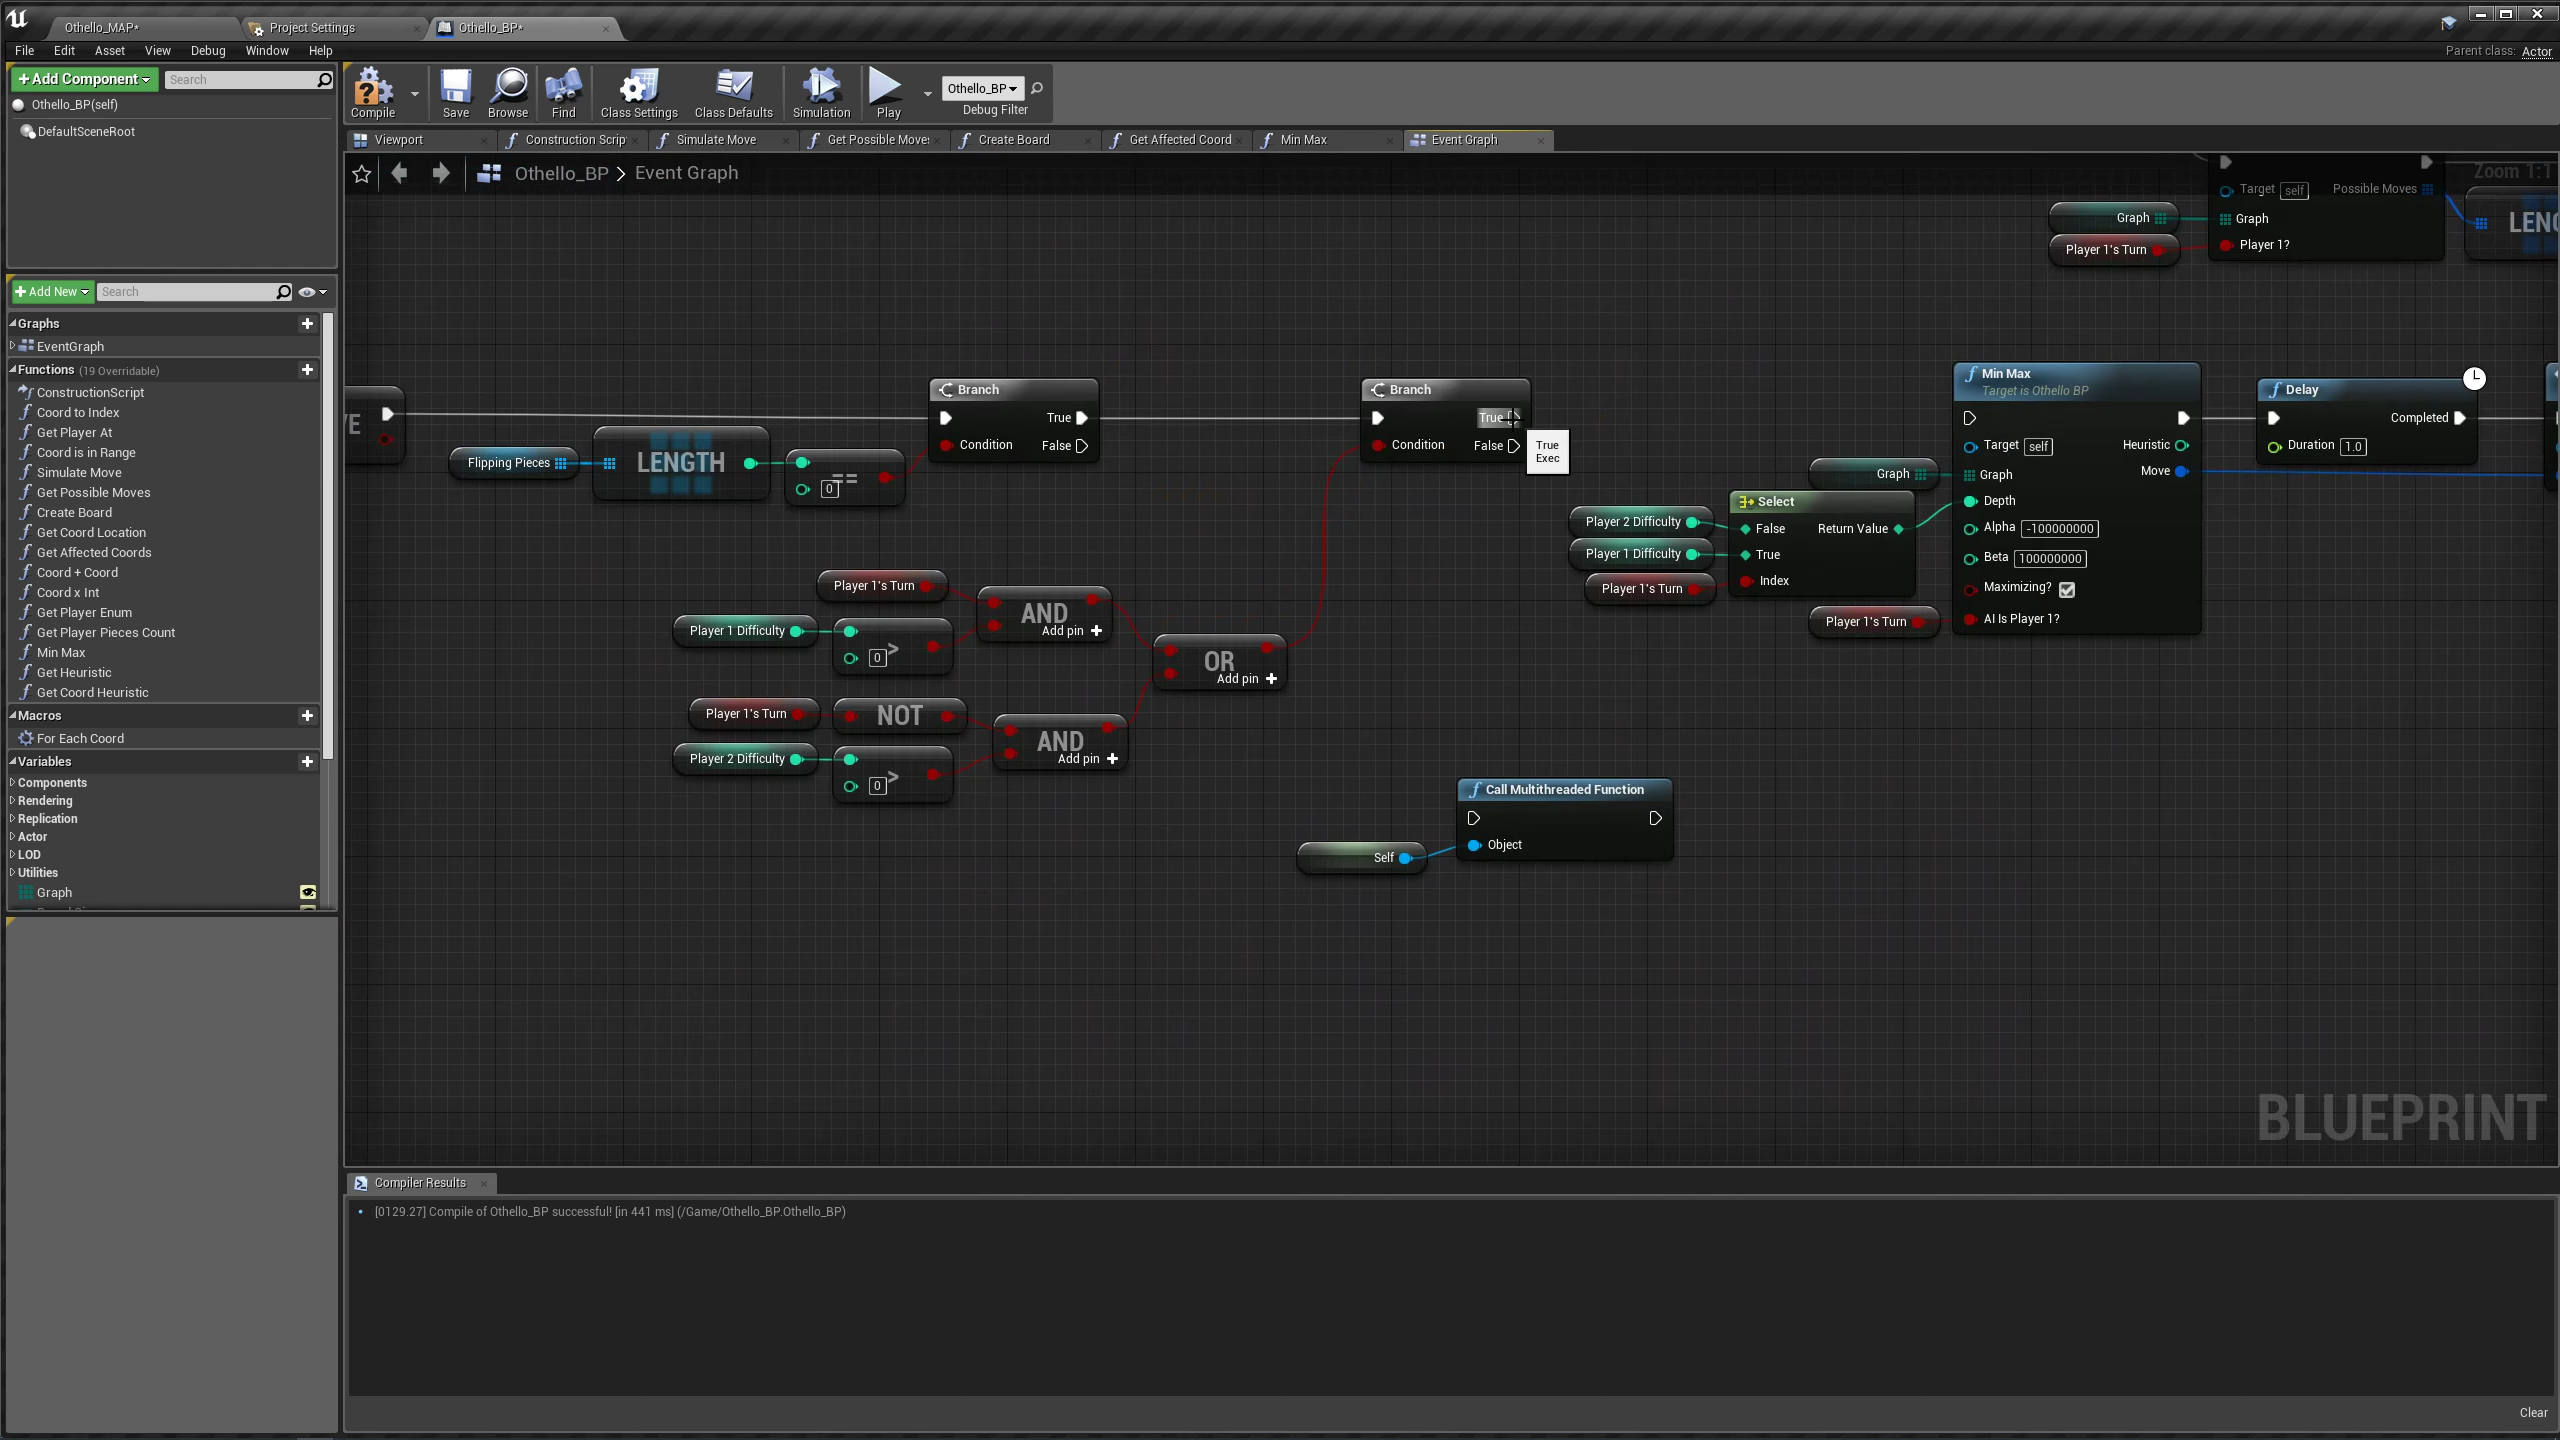 Othello_MAP*
Project Settings
Othello_BP*
File Edit Asset View Debug Window Help
Parent class: Actor
Add Component
Search
Othello_BP(self)
DefaultSceneRoot
Add New
Search
Graphs
EventGraph
Functions (19 Overridable)
ConstructionScript
Coord to Index
Get Player At
Coord is in Range
Simulate Move
Get Possible Moves
Create Board
Get Coord Location
Get Affected Coords
Coord + Coord
Coord x Int
Get Player Enum
Get Player Pieces Count
Min Max
Get Heuristic
Get Coord Heuristic
Macros
For Each Coord
Variables
Components
Rendering
Replication
Actor
LOD
Utilities
Graph
Compile
Save
Browse
Find
Class Settings
Class Defaults
Simulation
Play
Othello_BP
Debug Filter
Viewport
Construction Scrip
Simulate Move
Get Possible Moves
Create Board
Get Affected Coord
Min Max
Event Graph
Othello_BP > Event Graph
Zoom 1:1
Target self
Possible Moves
Graph
Graph
Player 1's Turn
Player 1?
LENG
VE
Flipping Pieces
LENGTH
0
==
Branch
True
Condition
False
Branch
True
Condition
False
True
Exec
Player 1's Turn
AND
Add pin +
Player 1 Difficulty
0
>
OR
Add pin +
Player 1's Turn
NOT
AND
Add pin +
Player 2 Difficulty
0
>
Call Multithreaded Function
Self
Object
Player 2 Difficulty
Player 1 Difficulty
Player 1's Turn
Select
False
Return Value
True
Index
Graph
Player 1's Turn
Min Max
Target is Othello BP
Target self
Heuristic
Graph
Move
Depth
Alpha -100000000
Beta 100000000
Maximizing?
AI Is Player 1?
Delay
Completed
Duration 1.0
BLUEPRINT
Compiler Results
[0129.27] Compile of Othello_BP successful! [in 441 ms] (/Game/Othello_BP.Othello_BP)
Clear